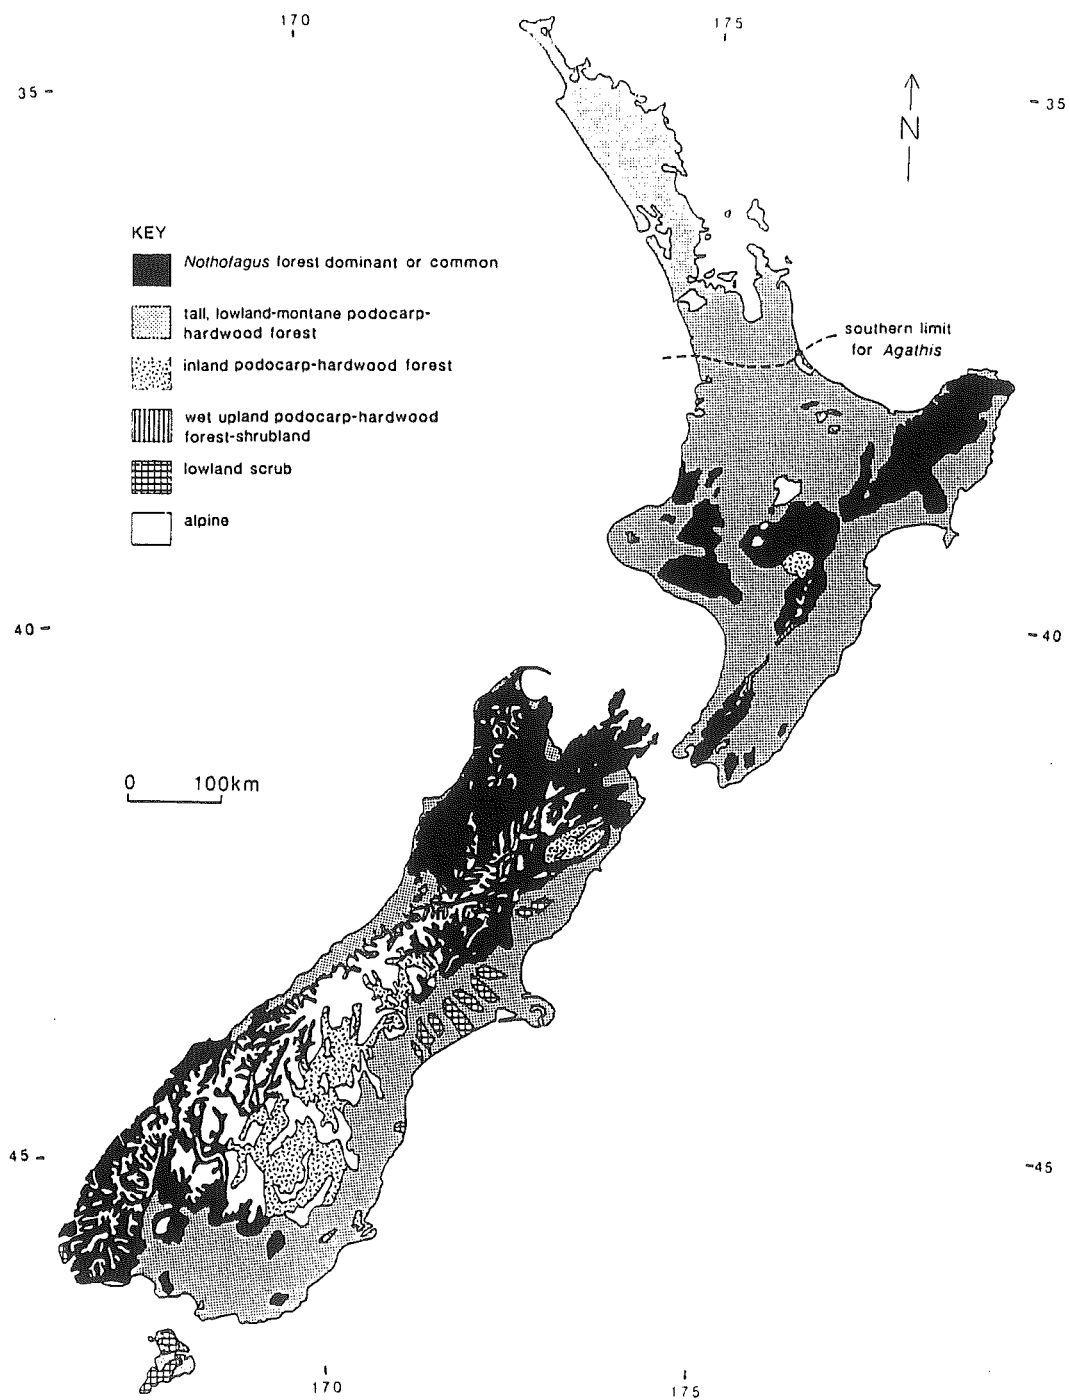 170
175
35
35
N
KEY
Nothofagus forest dominant or common
tall, lowland-montane podocarp-
hardwood forest
southern limit
for Agathis
inland podocarp-hardwood forest
wet upland podocarp-hardwood
forest-shrubland
lowland scrub
alpine
40
40
0 100km
45
45
170
175